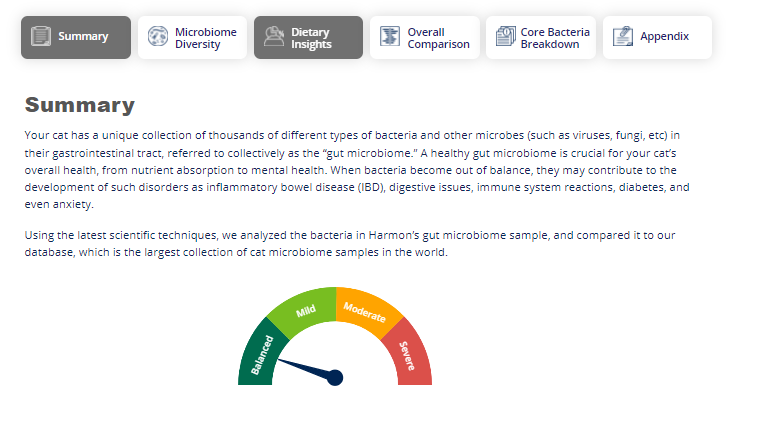 Summary
Microbiome
Diversity
Dietary
Insights
Overall
Comparison
Core Bacteria
Breakdown
Appendix
Summary
Your cat has a unique collection of thousands of different types of bacteria and other microbes (such as viruses, fungi, etc) in
their gastrointestinal tract, referred to collectively as the “gut microbiome.” A healthy gut microbiome is crucial for your cat’s
overall health, from nutrient absorption to mental health. When bacteria become out of balance, they may contribute to the
development of such disorders as inflammatory bowel disease (IBD), digestive issues, immune system reactions, diabetes, and
even anxiety.
Using the latest scientific techniques, we analyzed the bacteria in Harmon’s gut microbiome sample, and compared it to our
database, which is the largest collection of cat microbiome samples in the world.
Balanced
Mild
Moderate
Severe